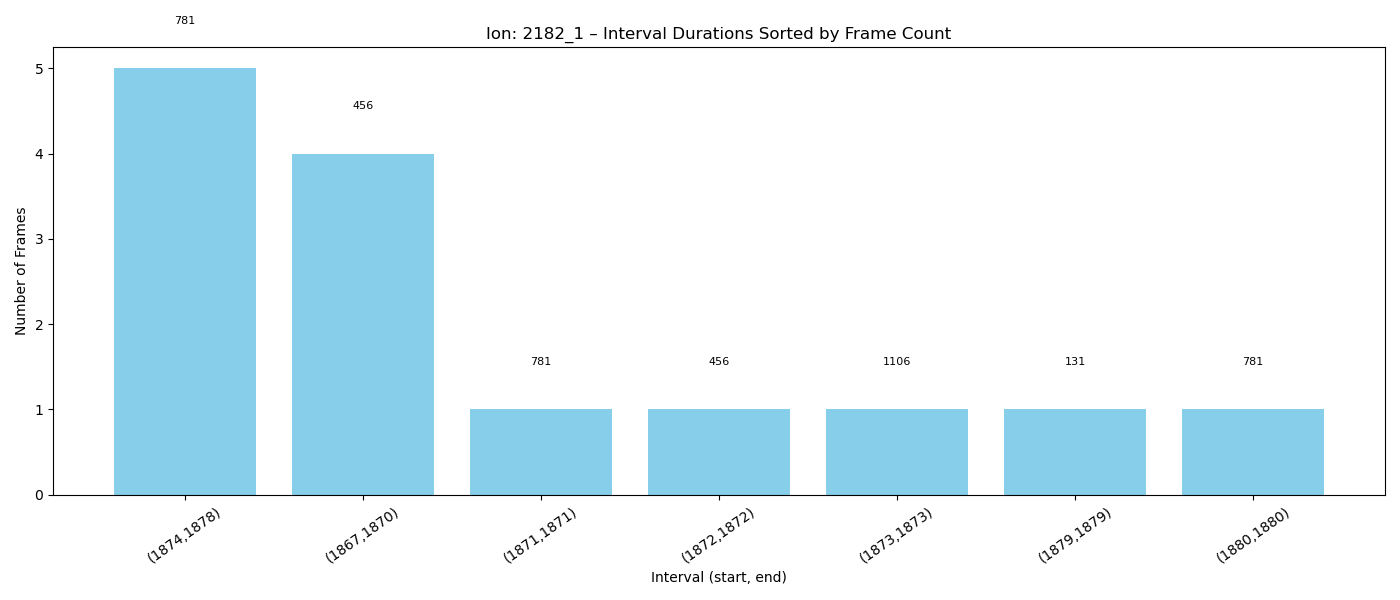 781
Ion: 2182_1 – Interval Durations Sorted by Frame Count
5
456
4
Number of Frames
3
2
781 456 1106 131 781
1
0
(1874,1878) (1867,1870) (1871,1871) (1872,1872) (1873,1873) (1879,1879) (1880,1880)
Interval (start, end)